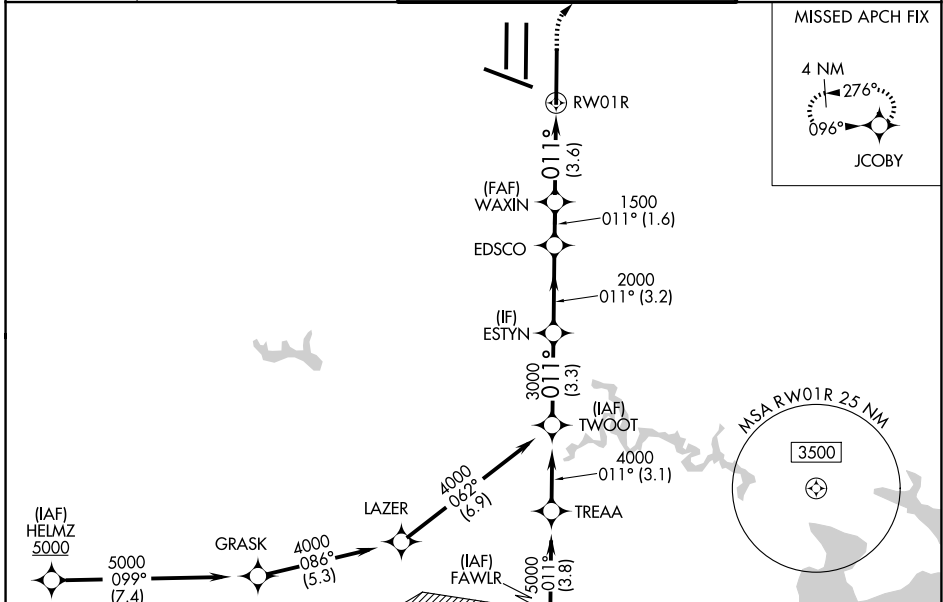 MISSED APCH FIX
4 NM
276°
096°
JCOBY
RW01R
011°
(3.6)
(FAF)
WAXIN
1500
011° (1.6)
EDSCO
2000
011° (3.2)
(IF)
ESTYN
3000
011°
(3.3)
(IAF)
TWOOT
MSA RW01R 25 NM
3500
4000
011° (3.1)
TREAA
4000
062°
(6.9)
LAZER
(IAF)
HELMZ
5000
5000
099°
(7.4)
GRASK
4000
086°
(5.3)
(IAF)
FAWLR
5000
011°
(3.8)